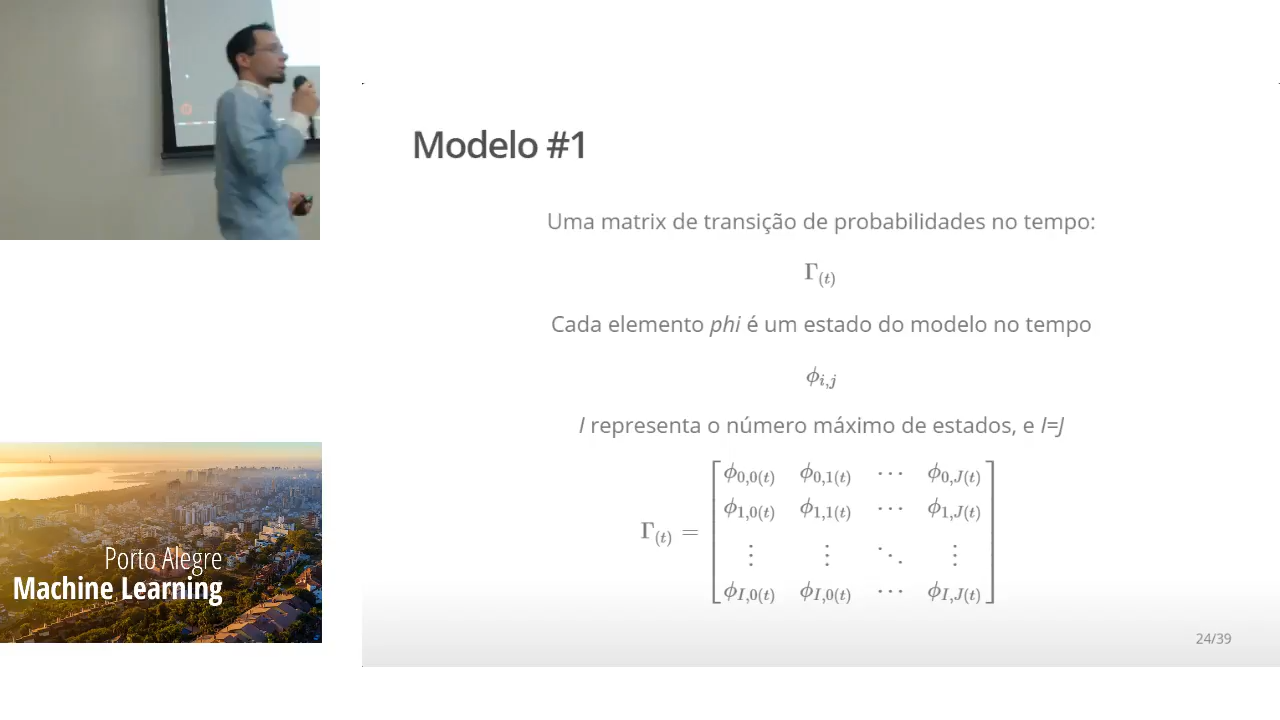 Modelo #1
Uma matrix de transição de probabilidades no tempo:
Γ(t)
Cada elemento phi é um estado do modelo no tempo
ϕi,j
I representa o número máximo de estados, e I=J
Γ(t) =
ϕ0,0(t) ϕ0,1(t) ⋯ ϕ0,J(t)
ϕ1,0(t) ϕ1,1(t) ⋯ ϕ1,J(t)
⋮ ⋮ ⋱ ⋮
ϕI,0(t) ϕI,0(t) ⋯ ϕI,J(t)
24/39
Porto Alegre
Machine Learning